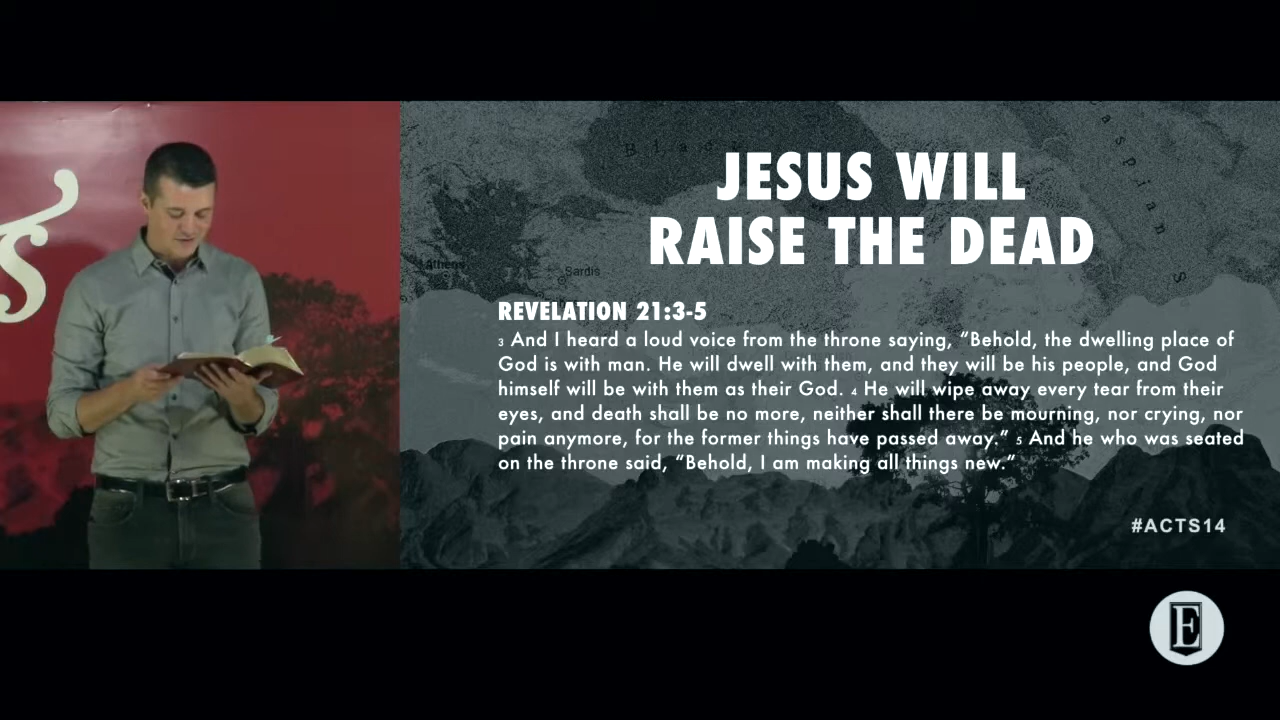 s
Black
Caspian
S
JESUS WILL
RAISE THE DEAD
Athens
Sardis
REVELATION 21:3-5
3 And I heard a loud voice from the throne saying, “Behold, the dwelling place of
God is with man. He will dwell with them, and they will be his people, and God
himself will be with them as their God. 4 He will wipe away every tear from their
eyes, and death shall be no more, neither shall there be mourning, nor crying, nor
pain anymore, for the former things have passed away.” 5 And he who was seated
on the throne said, “Behold, I am making all things new.”
#ACTS14
E